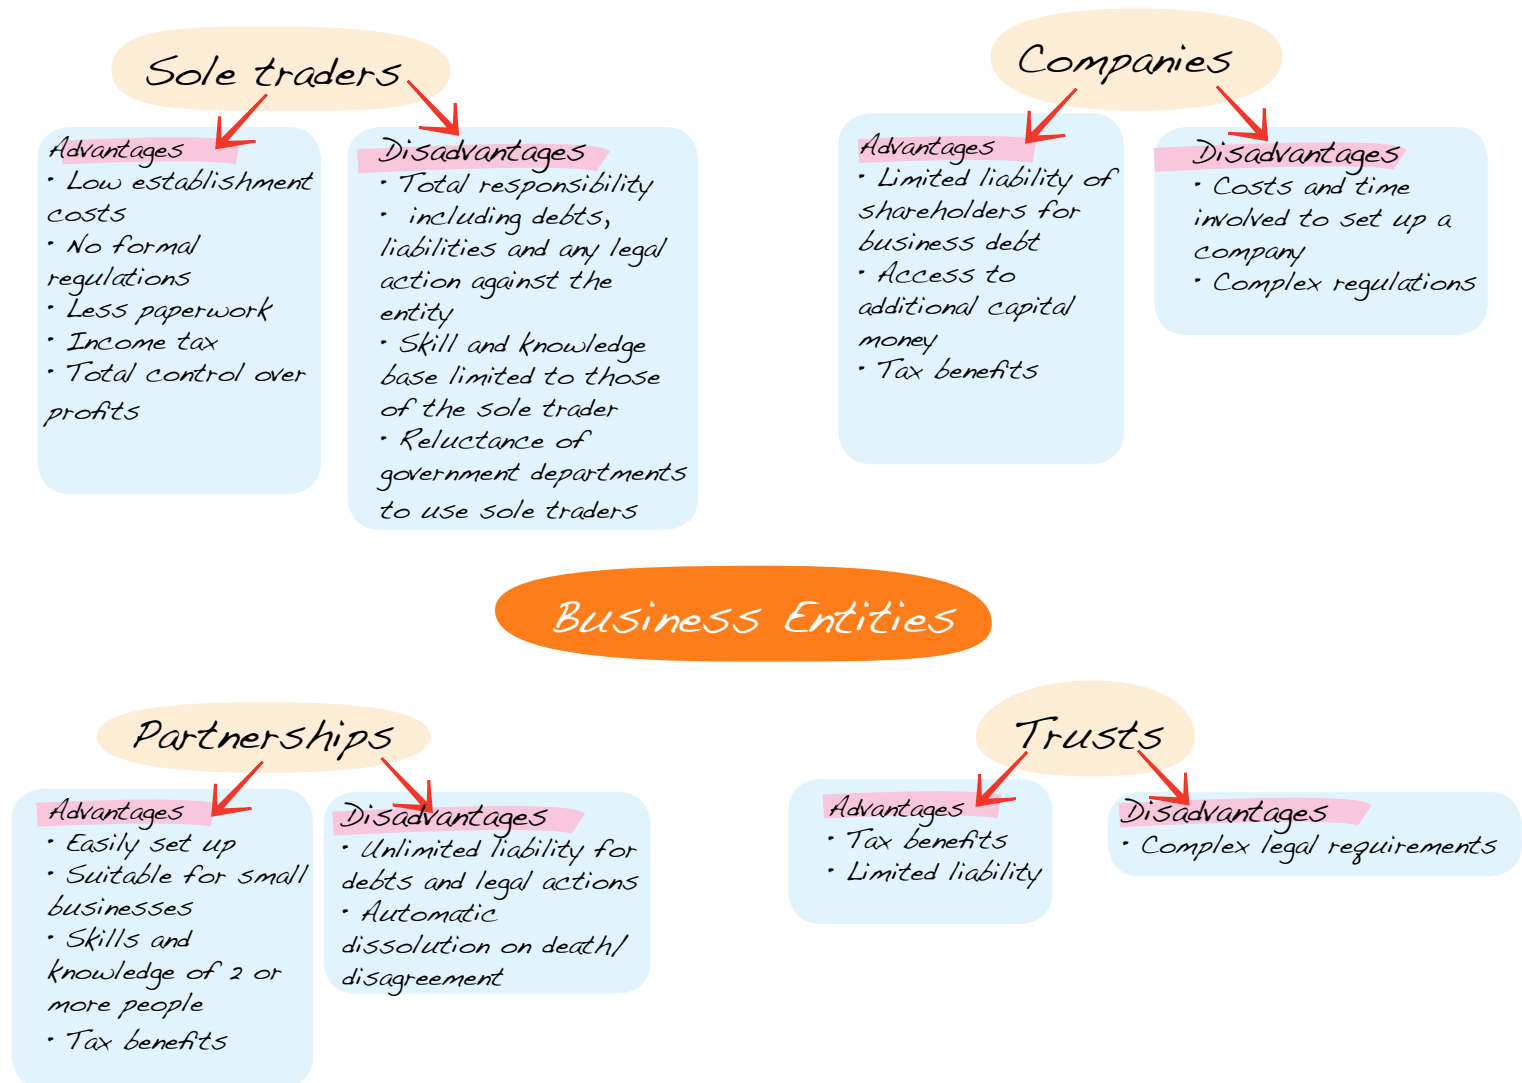 Sole traders
Advantages
• Low establishment
costs
• No formal
regulations
• Less paperwork
• Income tax
• Total control over
profits
Disadvantages
• Total responsibility
• including debts,
liabilities and any legal
action against the
entity
• Skill and knowledge
base limited to those
of the sole trader
• Reluctance of
government departments
to use sole traders
Companies
Advantages
• Limited liability of
shareholders for
business debt
• Access to
additional capital
money
• Tax benefits
Disadvantages
• Costs and time
involved to set up a
company
• Complex regulations
Business Entities
Partnerships
Advantages
• Easily set up
• Suitable for small
businesses
• Skills and
knowledge of 2 or
more people
• Tax benefits
Disadvantages
• Unlimited liability for
debts and legal actions
• Automatic
dissolution on death/
disagreement
Trusts
Advantages
• Tax benefits
• Limited liability
Disadvantages
• Complex legal requirements